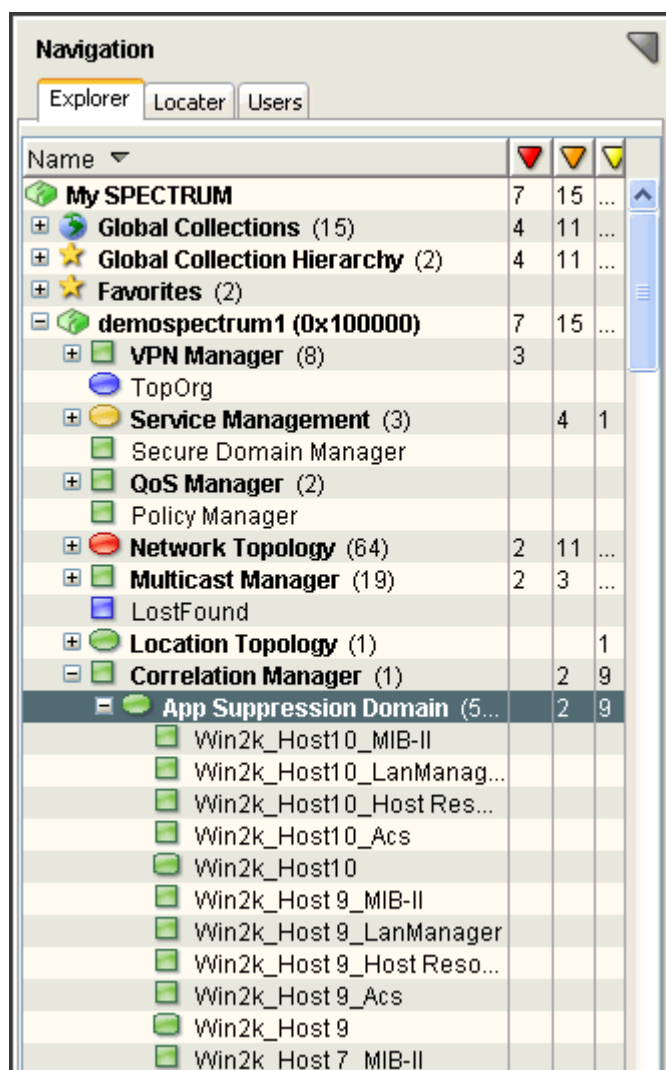 Navigation
Explorer Locater Users
Name
My SPECTRUM 7 15 ...
Global Collections (15) 4 11 ...
Global Collection Hierarchy (2) 4 11 ...
Favorites (2)
demospectrum1 (0x100000) 7 15 ...
VPN Manager (8) 3
TopOrg
Service Management (3) 4 1
Secure Domain Manager
QoS Manager (2)
Policy Manager
Network Topology (64) 2 11 ...
Multicast Manager (19) 2 3 ...
LostFound
Location Topology (1) 1
Correlation Manager (1) 2 9
App Suppression Domain (5... 2 9
Win2k_Host10_MIB-II
Win2k_Host10_LanManag...
Win2k_Host10_Host Res...
Win2k_Host10_Acs
Win2k_Host10
Win2k_Host 9_MIB-II
Win2k_Host 9_LanManager
Win2k_Host 9_Host Reso...
Win2k_Host 9_Acs
Win2k_Host 9
Win2k_Host 7_MIB-II